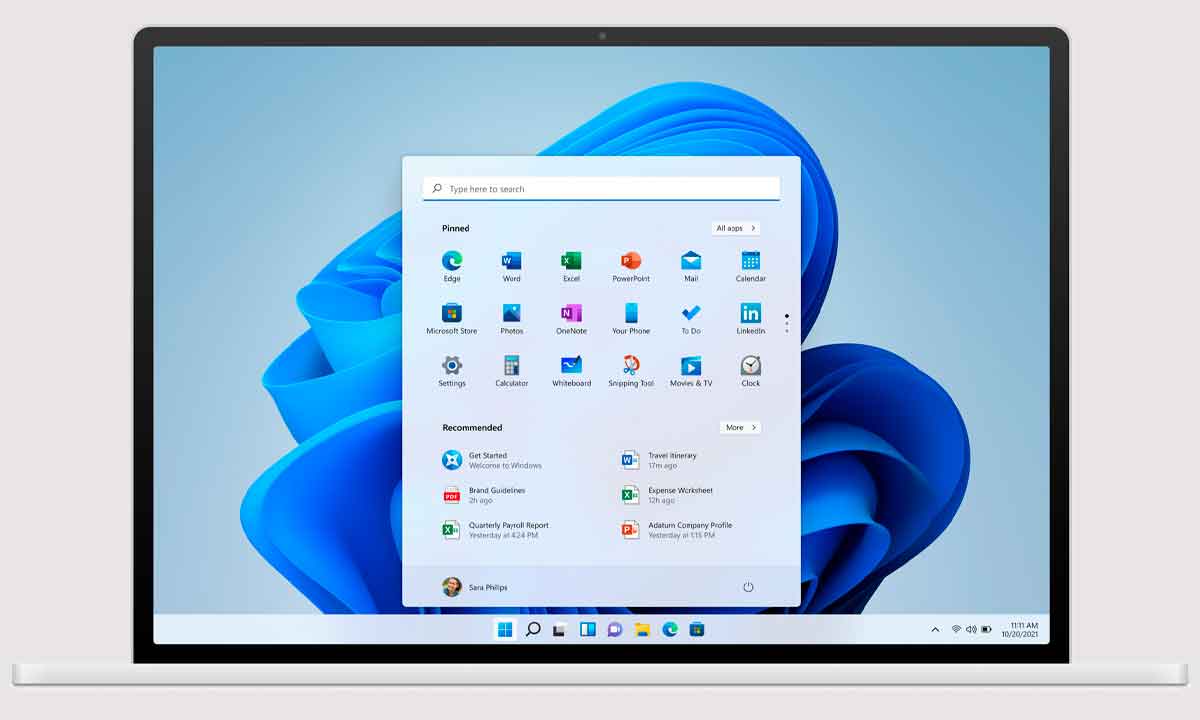 Type here to search
Pinned
All apps
Edge
Word
Excel
PowerPoint
Mail
Calendar
Microsoft Store
Photos
OneNote
Your Phone
To Do
LinkedIn
Settings
Calculator
Whiteboard
Snipping Tool
Movies & TV
Clock
Recommended
More
Get Started
Welcome to Windows
Travel Itinerary
17m ago
Brand Guidelines
2h ago
Expense Worksheet
12h ago
Quarterly Payroll Report
Yesterday at 4:24 PM
Adatum Company Profile
Yesterday at 1:15 PM
Sara Philips
11:11 AM
10/20/2021
W
X
P
N
in
PDF
W
X
X
P